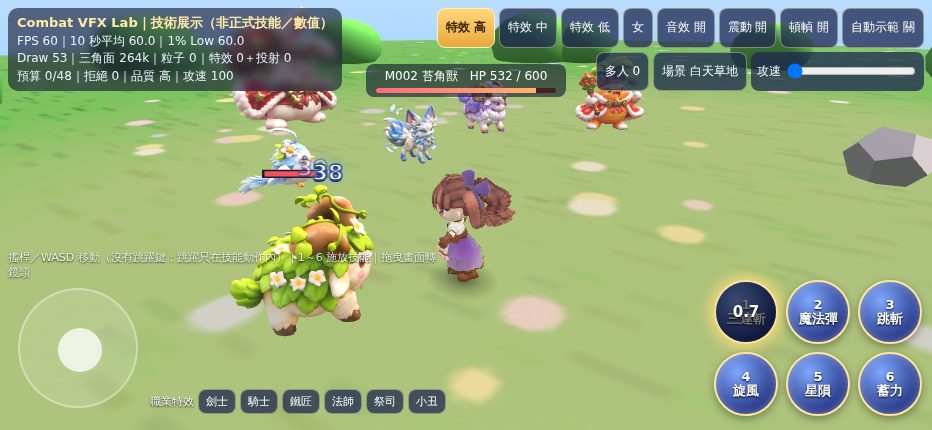 Combat VFX Lab｜技術展示（非正式技能／數值）
FPS 60｜10 秒平均 60.0｜1% Low 60.0
Draw 53｜三角面 264k｜粒子 0｜特效 0＋投射 0
預算 0/48｜拒絕 0｜品質 高｜攻速 100
特效 高
特效 中
特效 低
女
音效 開
震動 開
頓幀 開
自動示範 關
M002 苔角獸 HP 532 / 600
多人 0
場景 白天草地
攻速
38
搖桿／WASD 移動（沒有跳躍鍵；跳躍只在技能動作內）｜1～6 施放技能｜拖曳畫面轉
鏡頭
1
三連斬
0.7
2
魔法彈
3
跳斬
4
旋風
5
星隕
6
蓄力
職業特效
劍士
騎士
鐵匠
法師
祭司
小丑